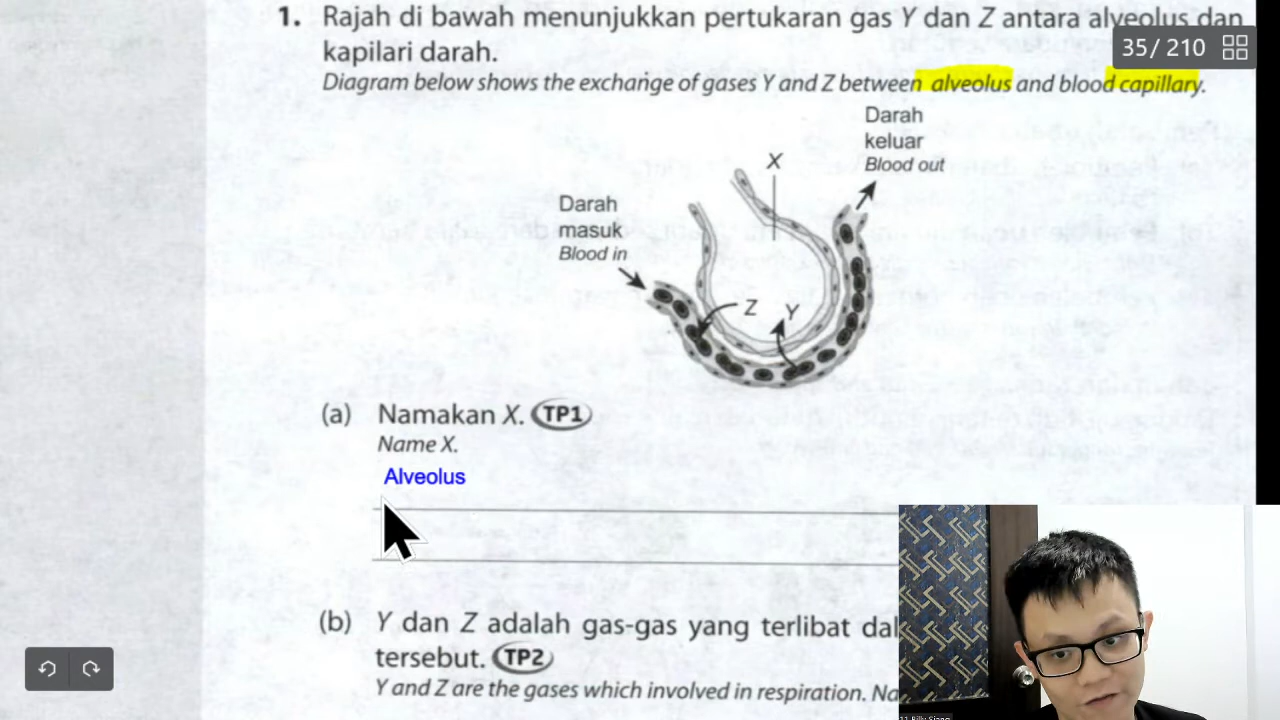 1. Rajah di bawah menunjukkan pertukaran gas Y dan Z antara alveolus dan
kapilari darah.
35/ 210
Diagram below shows the exchange of gases Y and Z between alveolus and blood capillary.
Darah
keluar
Blood out
X
Darah
masuk
Blood in
Z
Y
(a) Namakan X. TP1
Name X.
Alveolus
(b) Y dan Z adalah gas-gas yang terlibat dal
tersebut. TP2
Y and Z are the gases which involved in respiration. Na